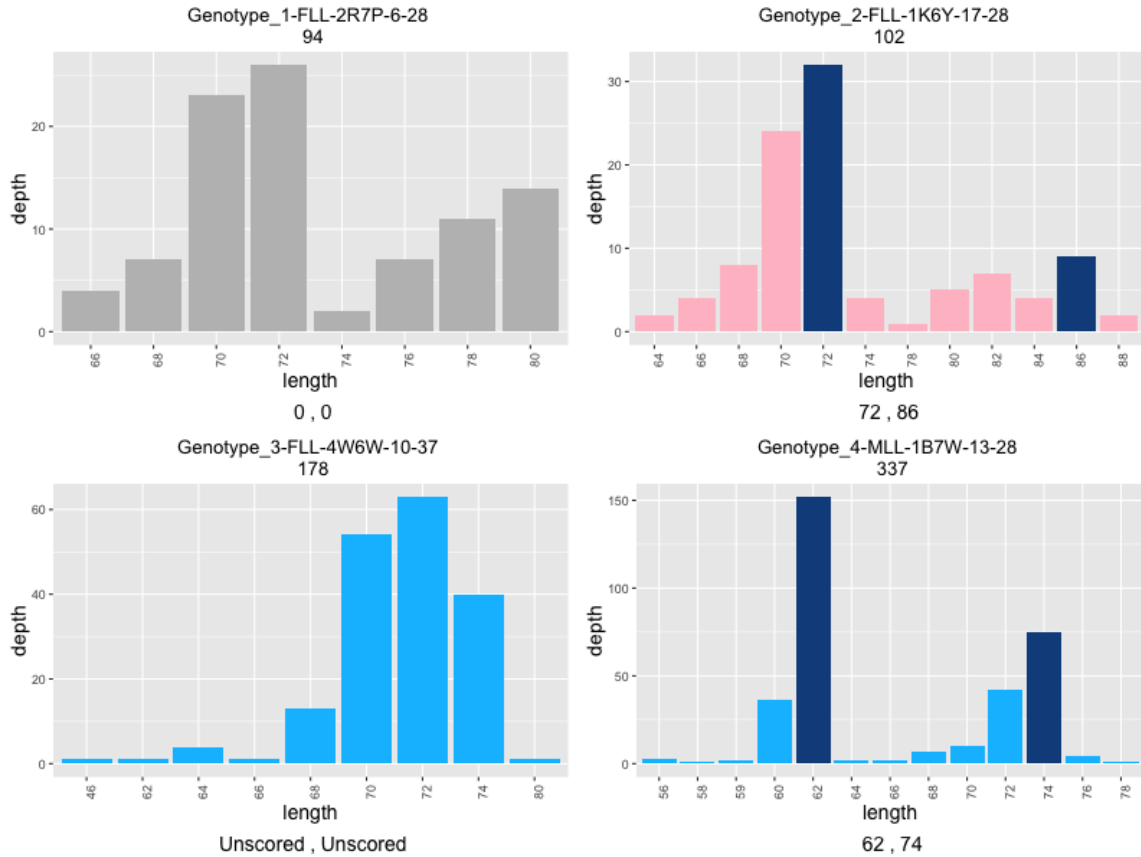 Genotype_1-FLL-2R7P-6-28
94
depth
20
10
0
66 68 70 72 74 76 78 80
length
0 , 0
Genotype_2-FLL-1K6Y-17-28
102
depth
30
20
10
0
64 66 68 70 72 74 78 80 82 84 86 88
length
72 , 86
Genotype_3-FLL-4W6W-10-37
178
depth
60
40
20
0
46 62 64 66 68 70 72 74 80
length
Unscored , Unscored
Genotype_4-MLL-1B7W-13-28
337
depth
150
100
50
0
56 58 59 60 62 64 66 68 70 72 74 76 78
length
62 , 74